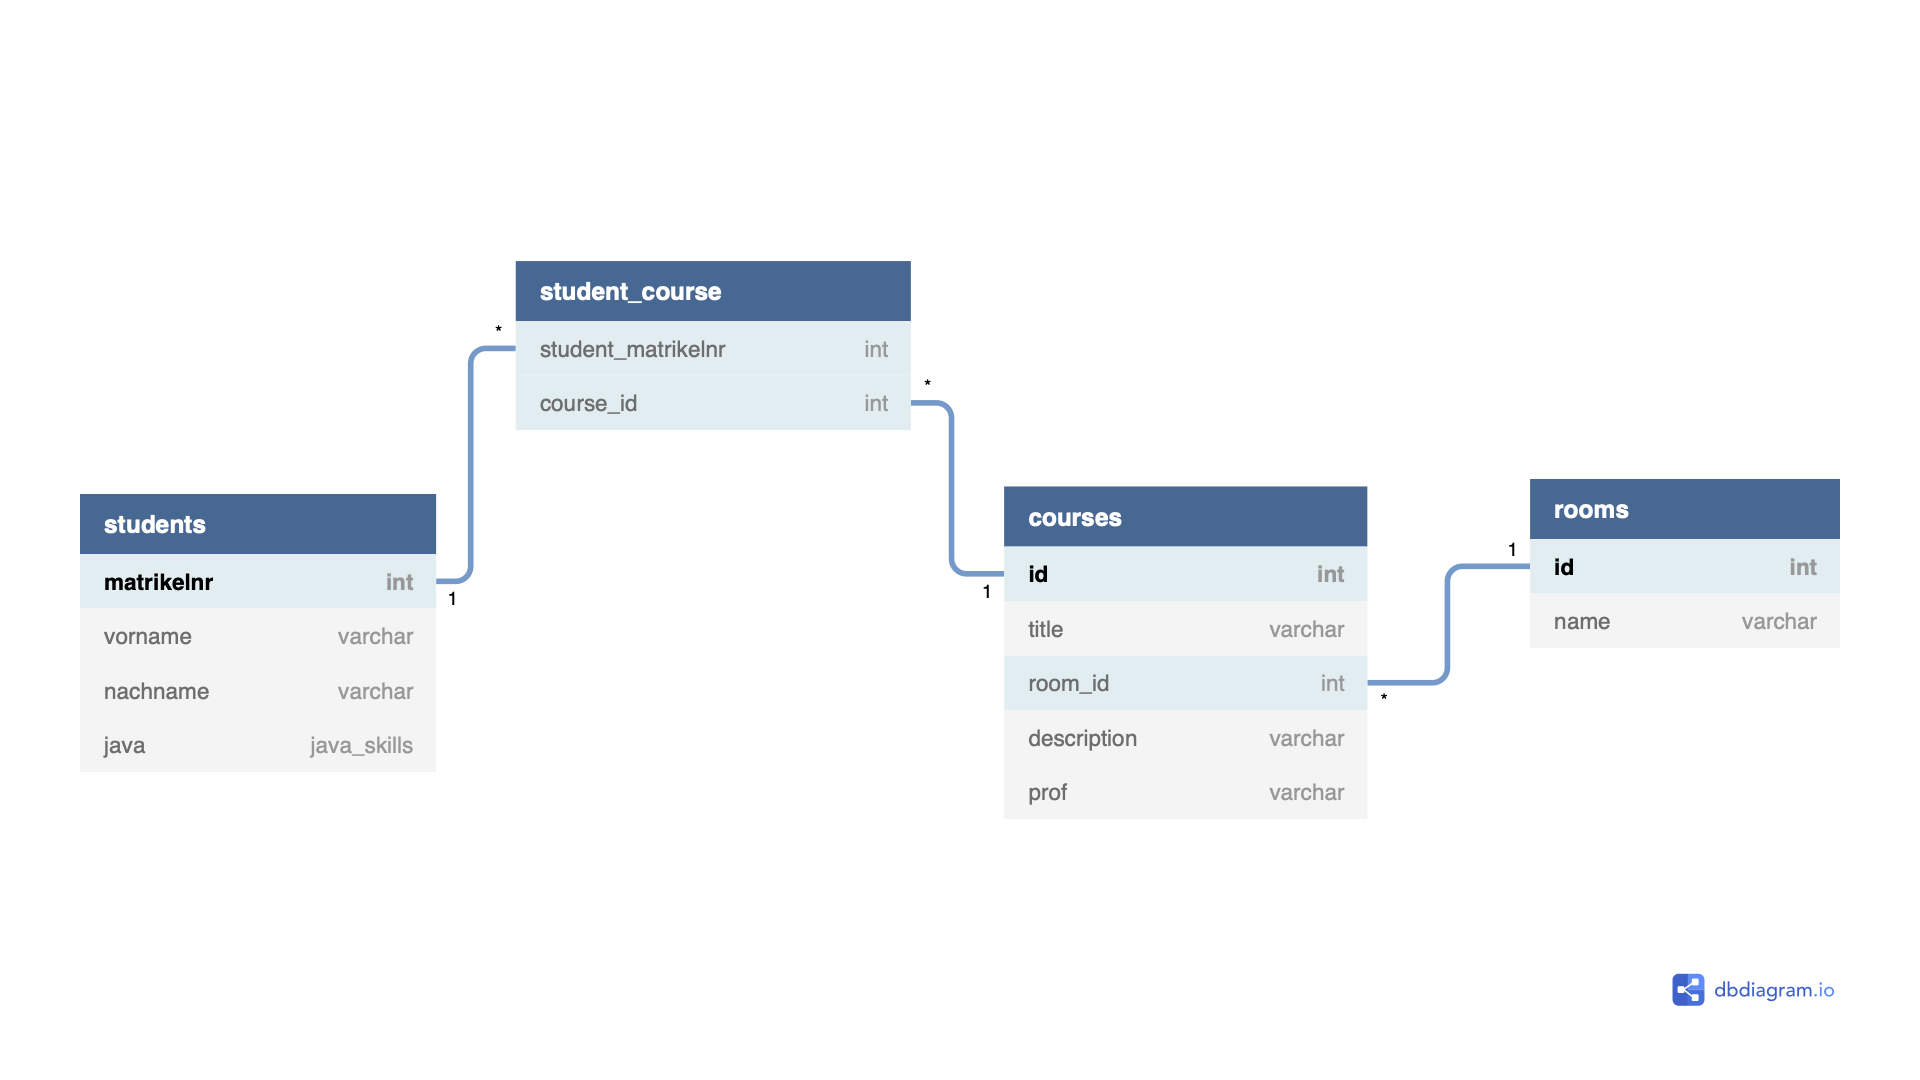 student_course
student_matrikelnr int
course_id int
*
*
students
matrikelnr int
vorname varchar
nachname varchar
java java_skills
1
courses
id int
title varchar
room_id int
description varchar
prof varchar
1
*
rooms
id int
name varchar
1
dbdiagram.io